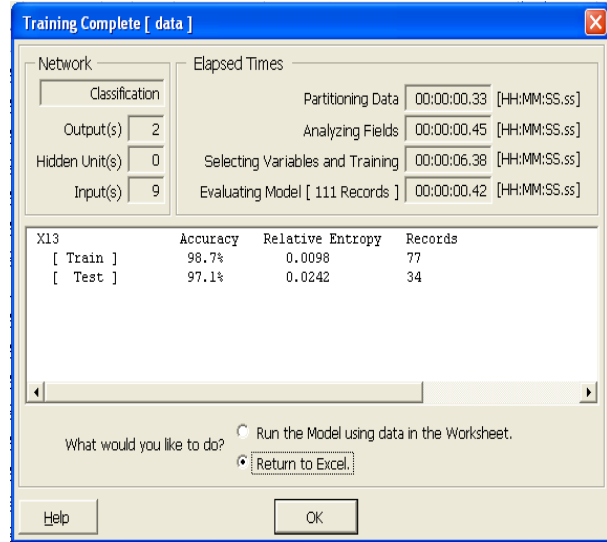 Training Complete [ data ]
Network
Classification
Output(s) 2
Hidden Unit(s) 0
Input(s) 9
Elapsed Times
Partitioning Data 00:00:00.33 [HH:MM:SS.ss]
Analyzing Fields 00:00:00.45 [HH:MM:SS.ss]
Selecting Variables and Training 00:00:06.38 [HH:MM:SS.ss]
Evaluating Model [ 111 Records ] 00:00:00.42 [HH:MM:SS.ss]
X13 Accuracy Relative Entropy Records
[ Train ] 98.7% 0.0098 77
[ Test ] 97.1% 0.0242 34
What would you like to do?
Run the Model using data in the Worksheet.
Return to Excel.
Help
OK